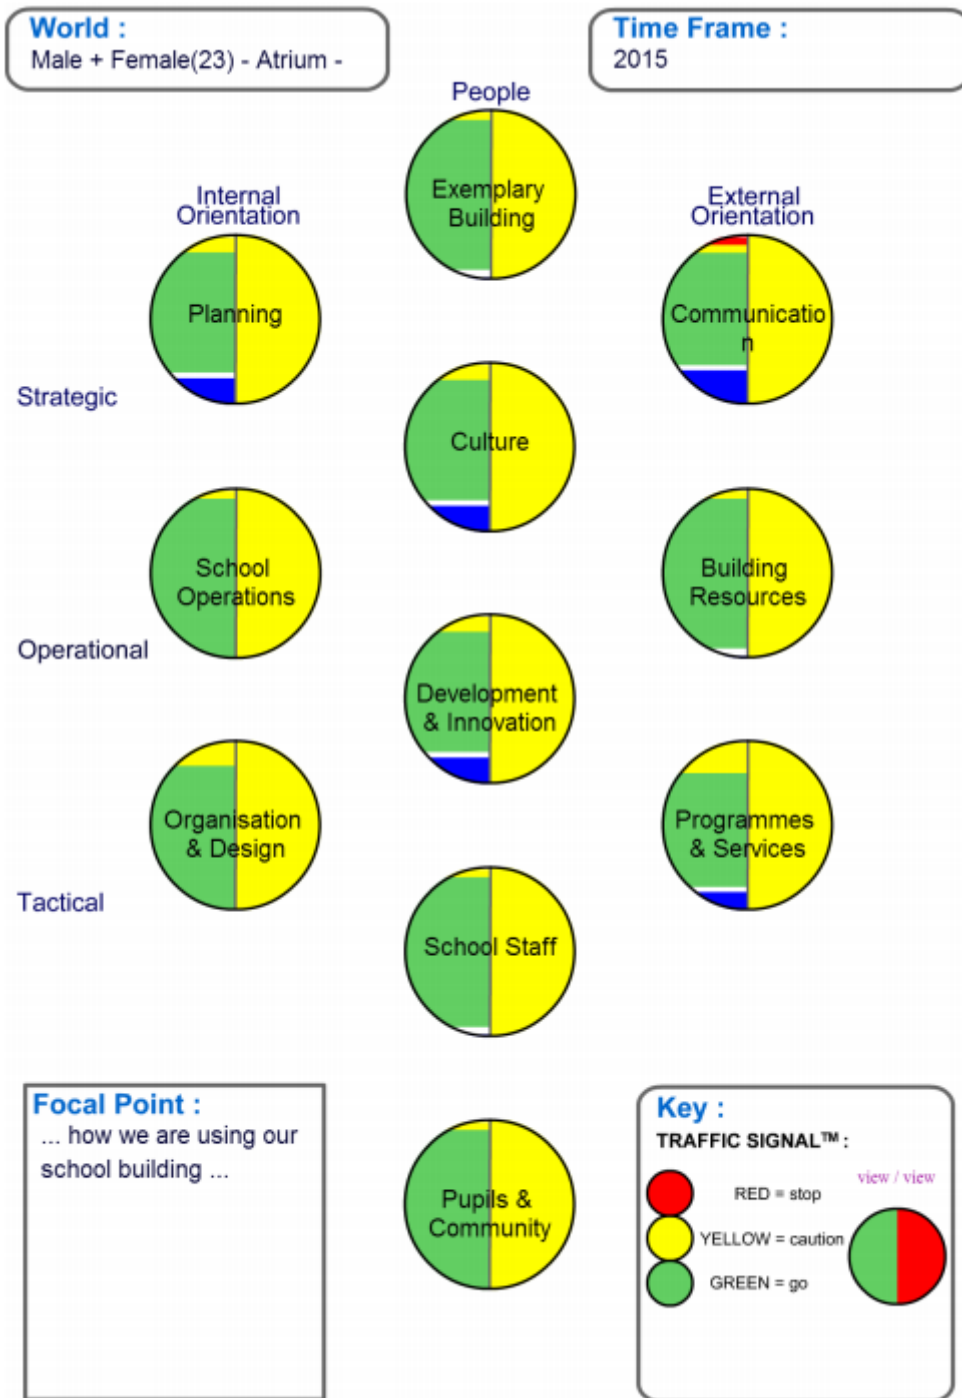 World :
Male + Female(23) - Atrium -
Time Frame :
2015
People
Exemplary
Building
Internal
Orientation
External
Orientation
Planning
Communicatio
n
Strategic
Culture
School
Operations
Building
Resources
Operational
Development
& Innovation
Organisation
& Design
Programmes
& Services
Tactical
School Staff
Focal Point :
... how we are using our
school building ...
Pupils &
Community
Key :
TRAFFIC SIGNAL™ :
view / view
RED = stop
YELLOW = caution
GREEN = go